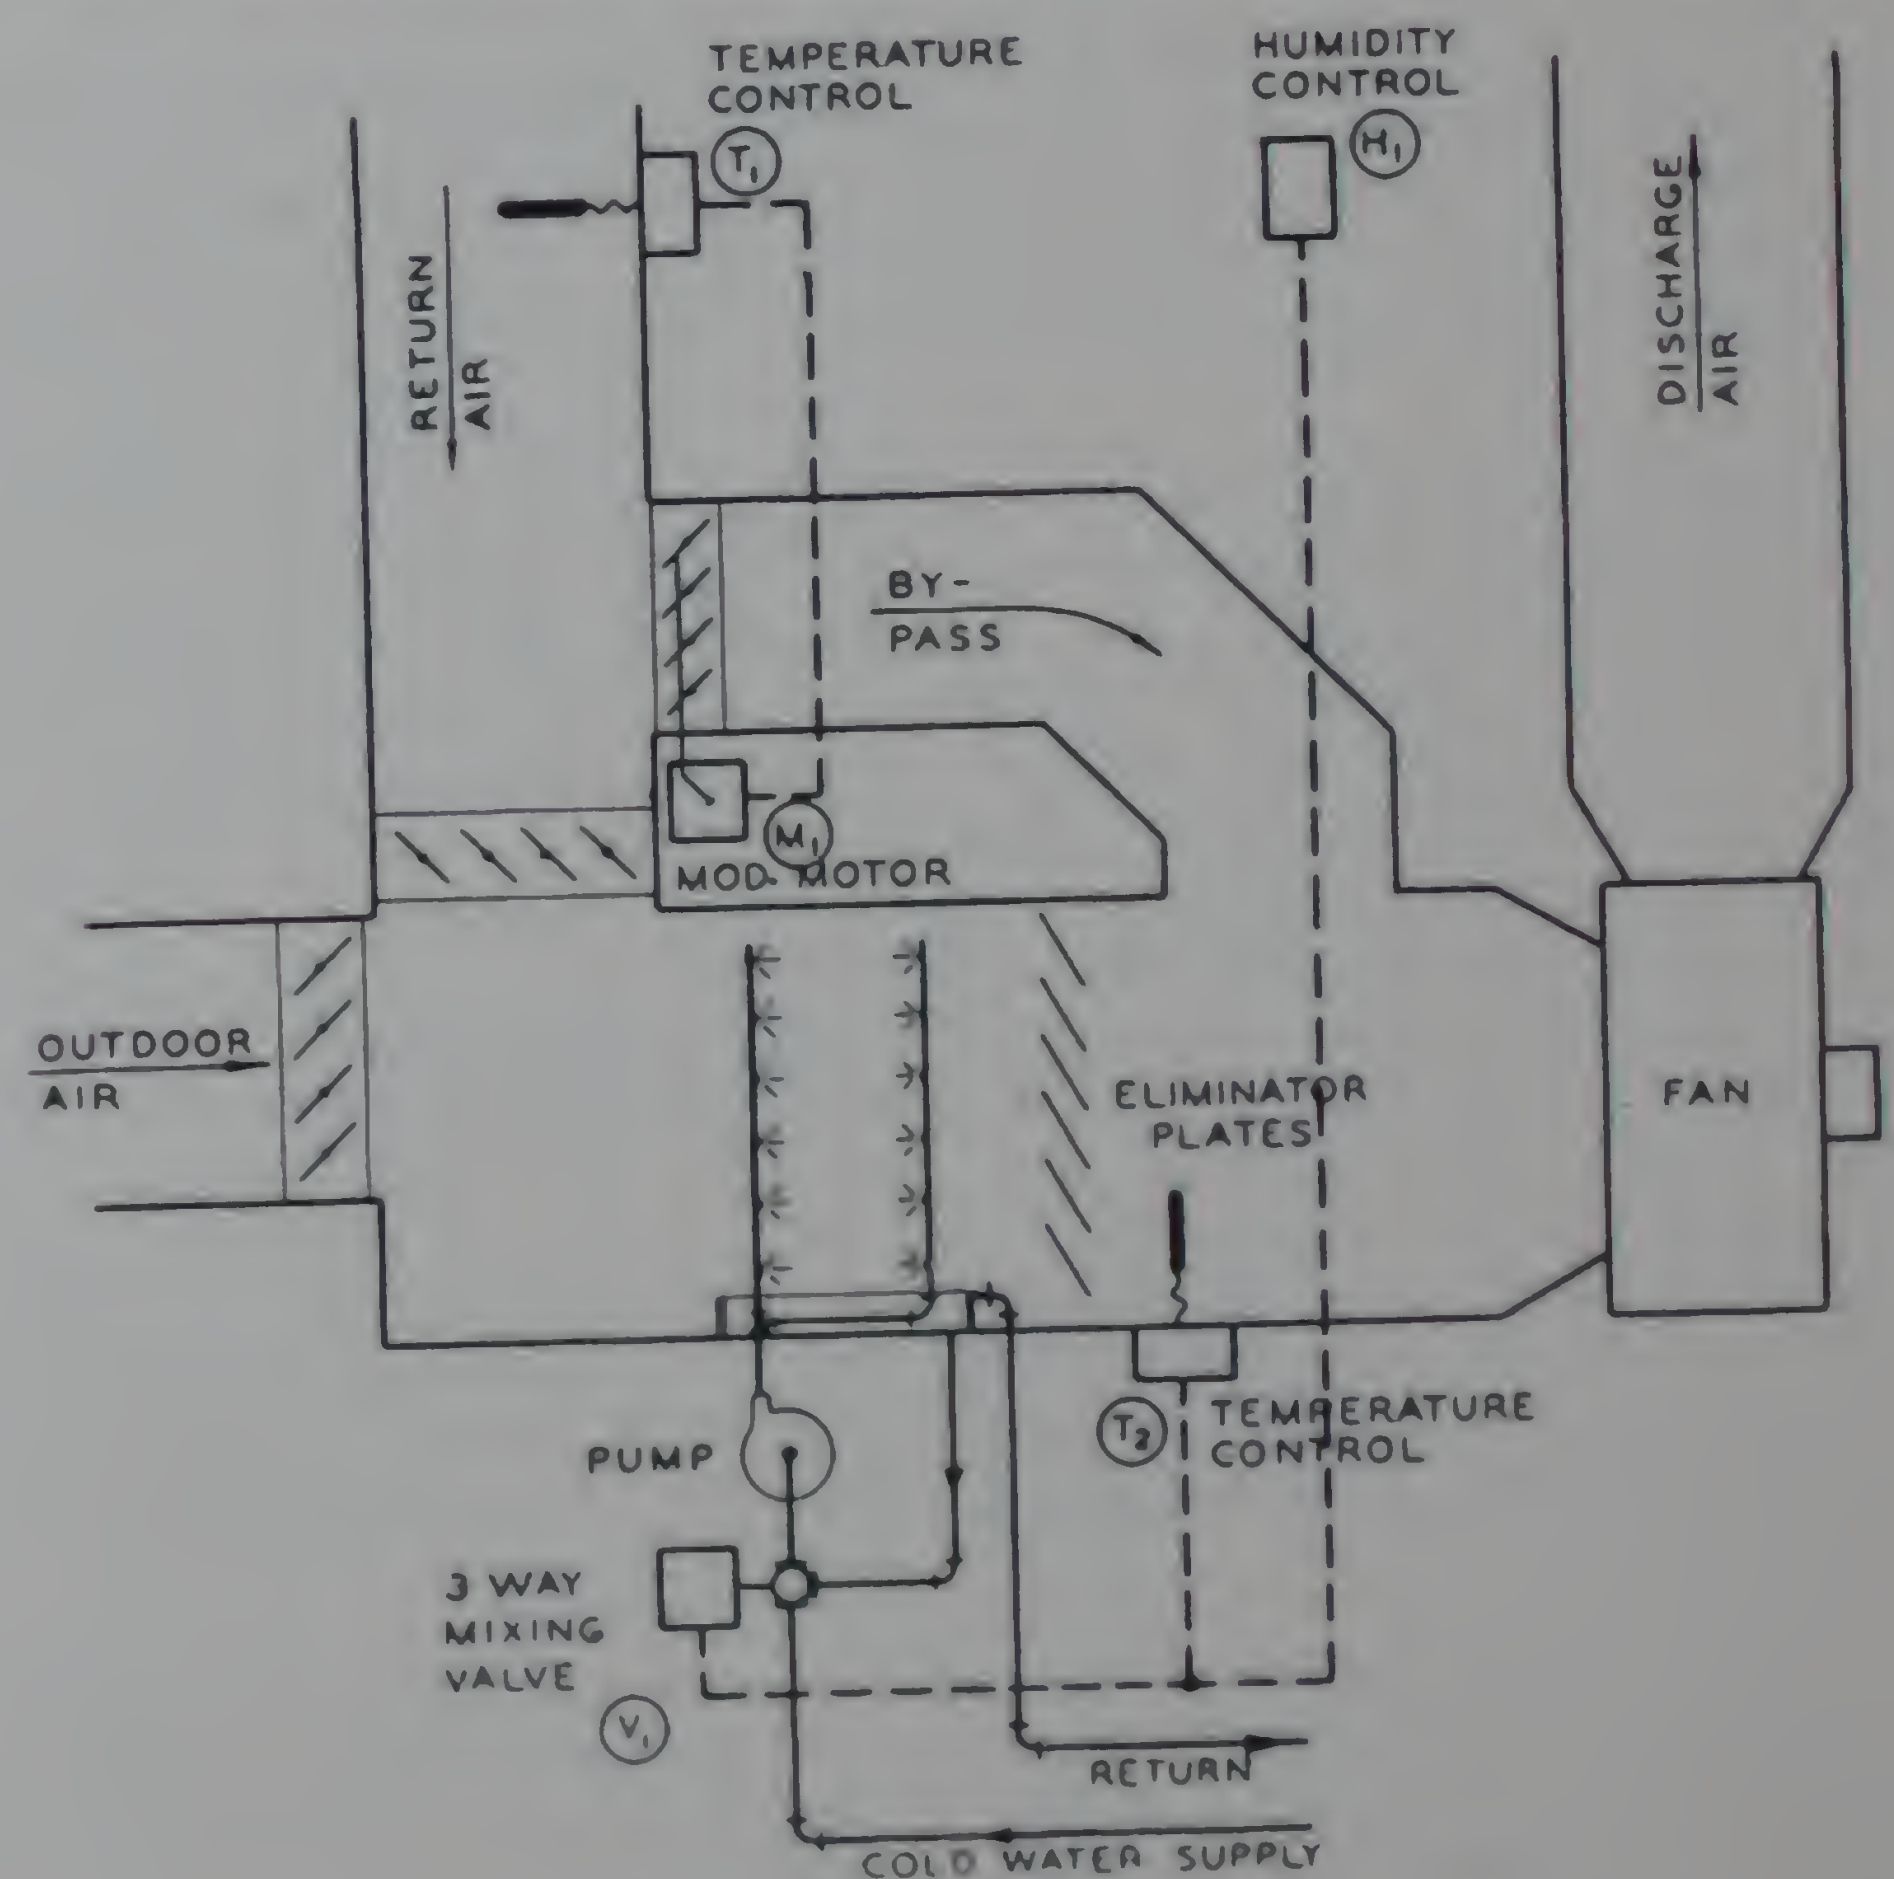 TEMPERATURE
CONTROL
T1
HUMIDITY
CONTROL
H1
RETURN
AIR
DISCHARGE
AIR
BY-
PASS
M1
MOD. MOTOR
OUTDOOR
AIR
ELIMINATOR
PLATES
FAN
PUMP
T2
TEMPERATURE
CONTROL
3 WAY
MIXING
VALVE
V1
RETURN
COLD WATER SUPPLY